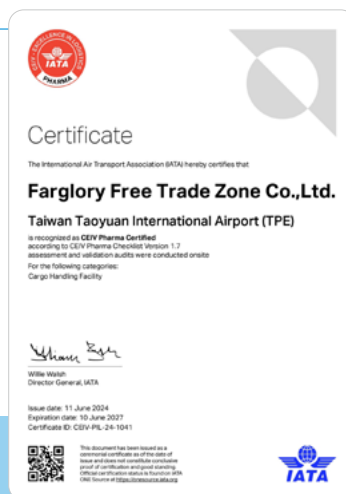 CEIV - EXCELLENCE IN LOGISTICS
IATA
PHARMA
Certificate
The International Air Transport Association (IATA) hereby certifies that
Farglory Free Trade Zone Co.,Ltd.
Taiwan Taoyuan International Airport (TPE)
is recognized as CEIV Pharma Certified
according to CEIV Pharma Checklist Version 1.7
assessment and validation audits were conducted onsite
For the following categories:
Cargo Handling Facility
Willie Walsh
Director General, IATA
Issue date: 11 June 2024
Expiration date: 10 June 2027
Certificate ID: CEIV-PIL-24-1041
This document has been issued as a
ceremonial certificate as of the date of
issue and does not constitute conclusive
proof of certification and good standing
Official certification status is found on IATA
ONE Source at https://onesource.iata.org
IATA